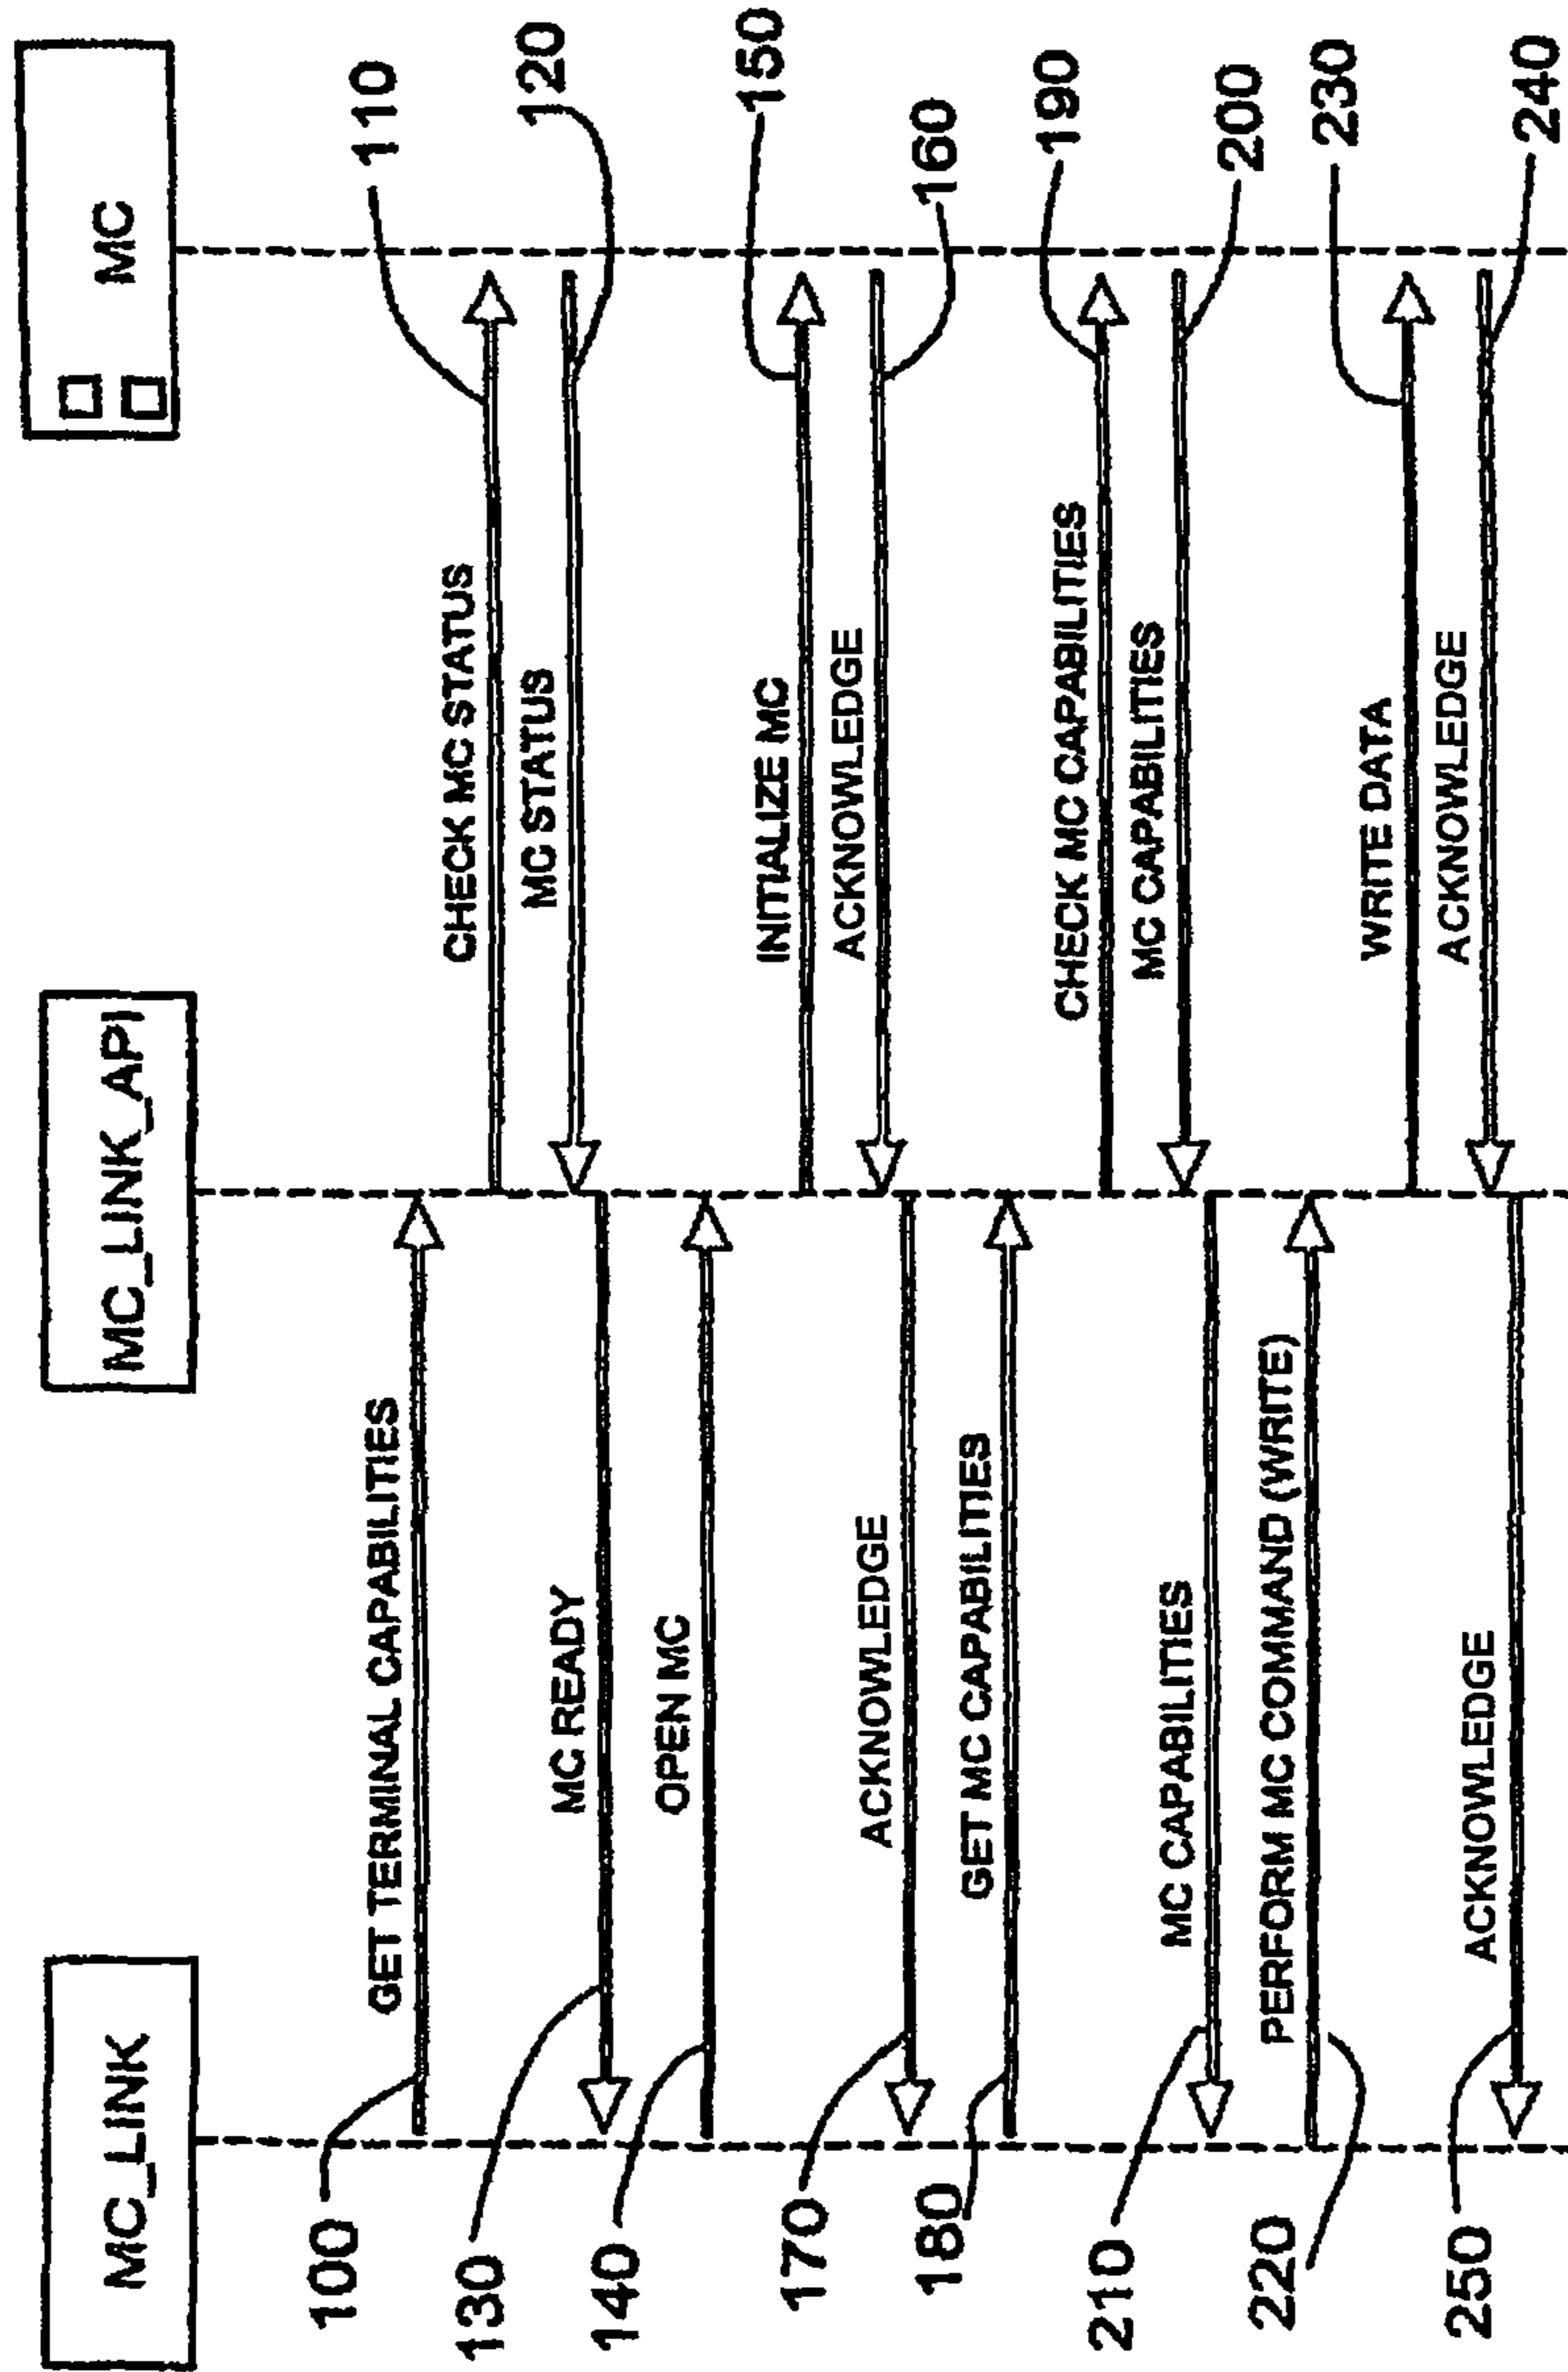 MC_LINK
MC_LINK_API
MC
100
GET TERMINAL CAPABILITIES
CHECK MC STATUS
110
MC STATUS
120
130
MC READY
140
OPEN MC
INITIALIZE MC
150
ACKNOWLEDGE
160
170
ACKNOWLEDGE
180
GET MC CAPABILITIES
CHECK MC CAPABILITIES
190
MC CAPABILITIES
200
210
MC CAPABILITIES
220
PERFORM MC COMMAND (WRITE)
WRITE DATA
230
ACKNOWLEDGE
240
250
ACKNOWLEDGE